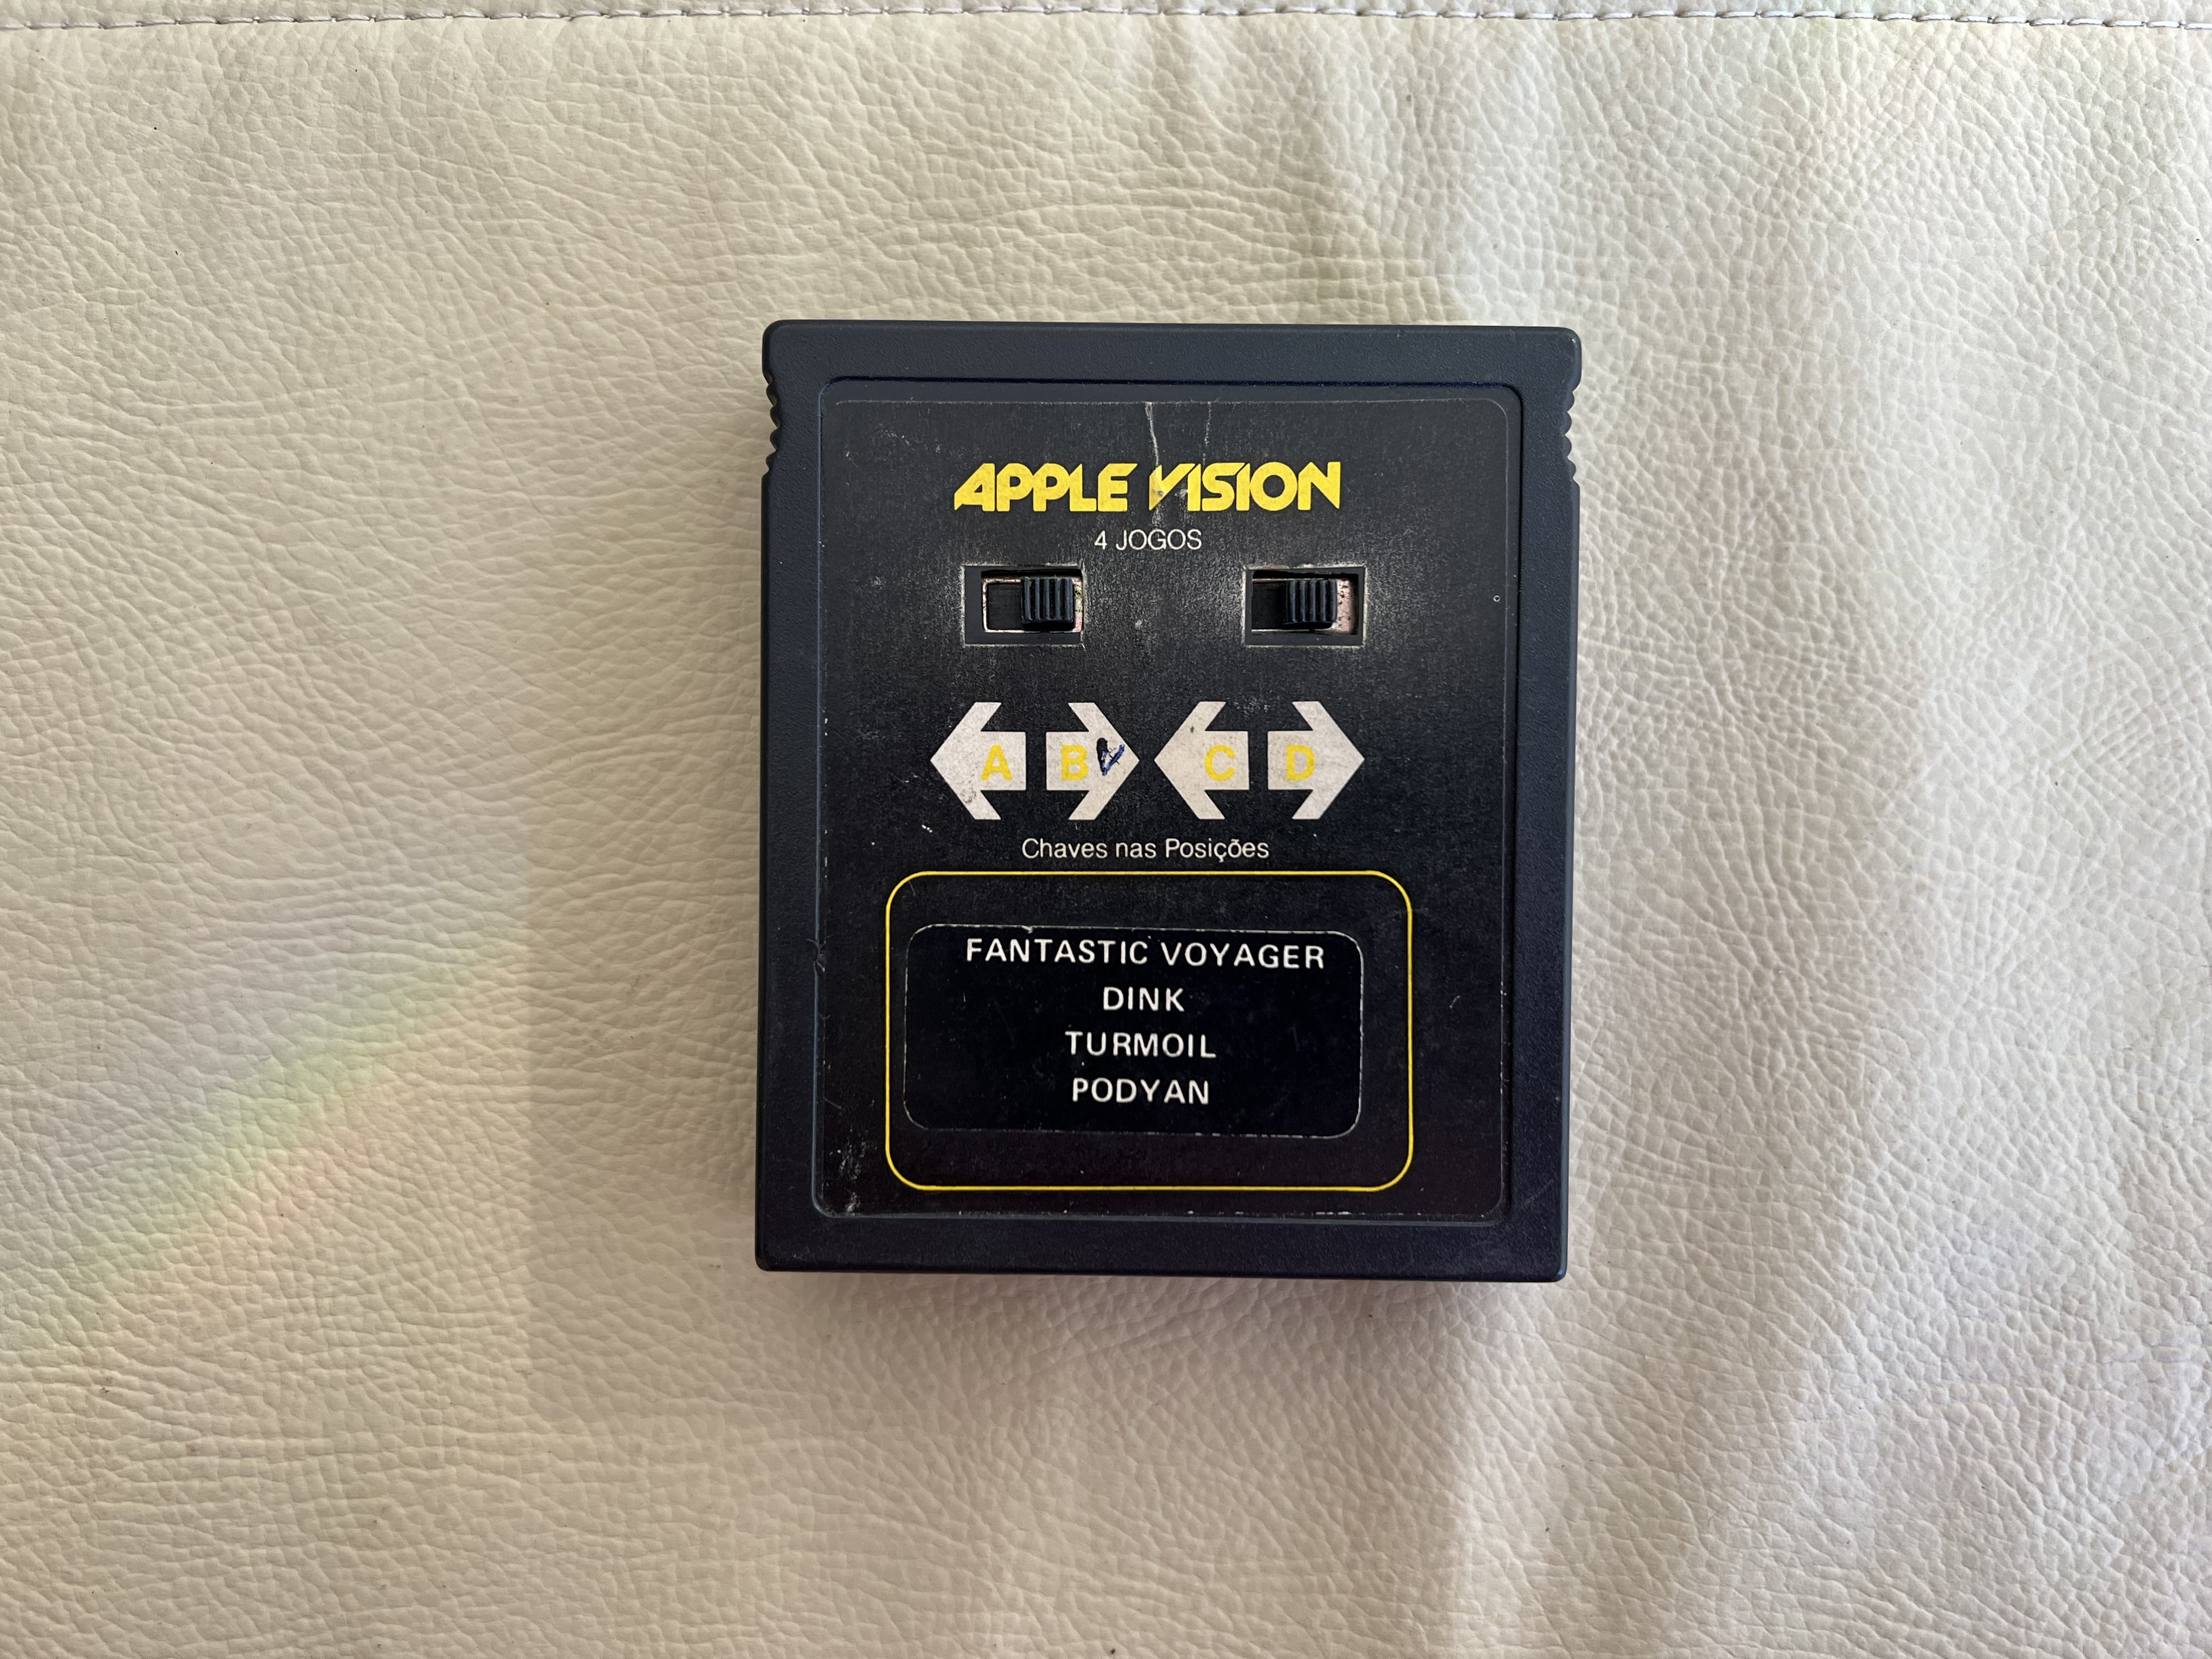 APPLE VISION
4 JOGOS
A B C D
Chaves nas Posições
FANTASTIC VOYAGER
DINK
TURMOIL
PODYAN